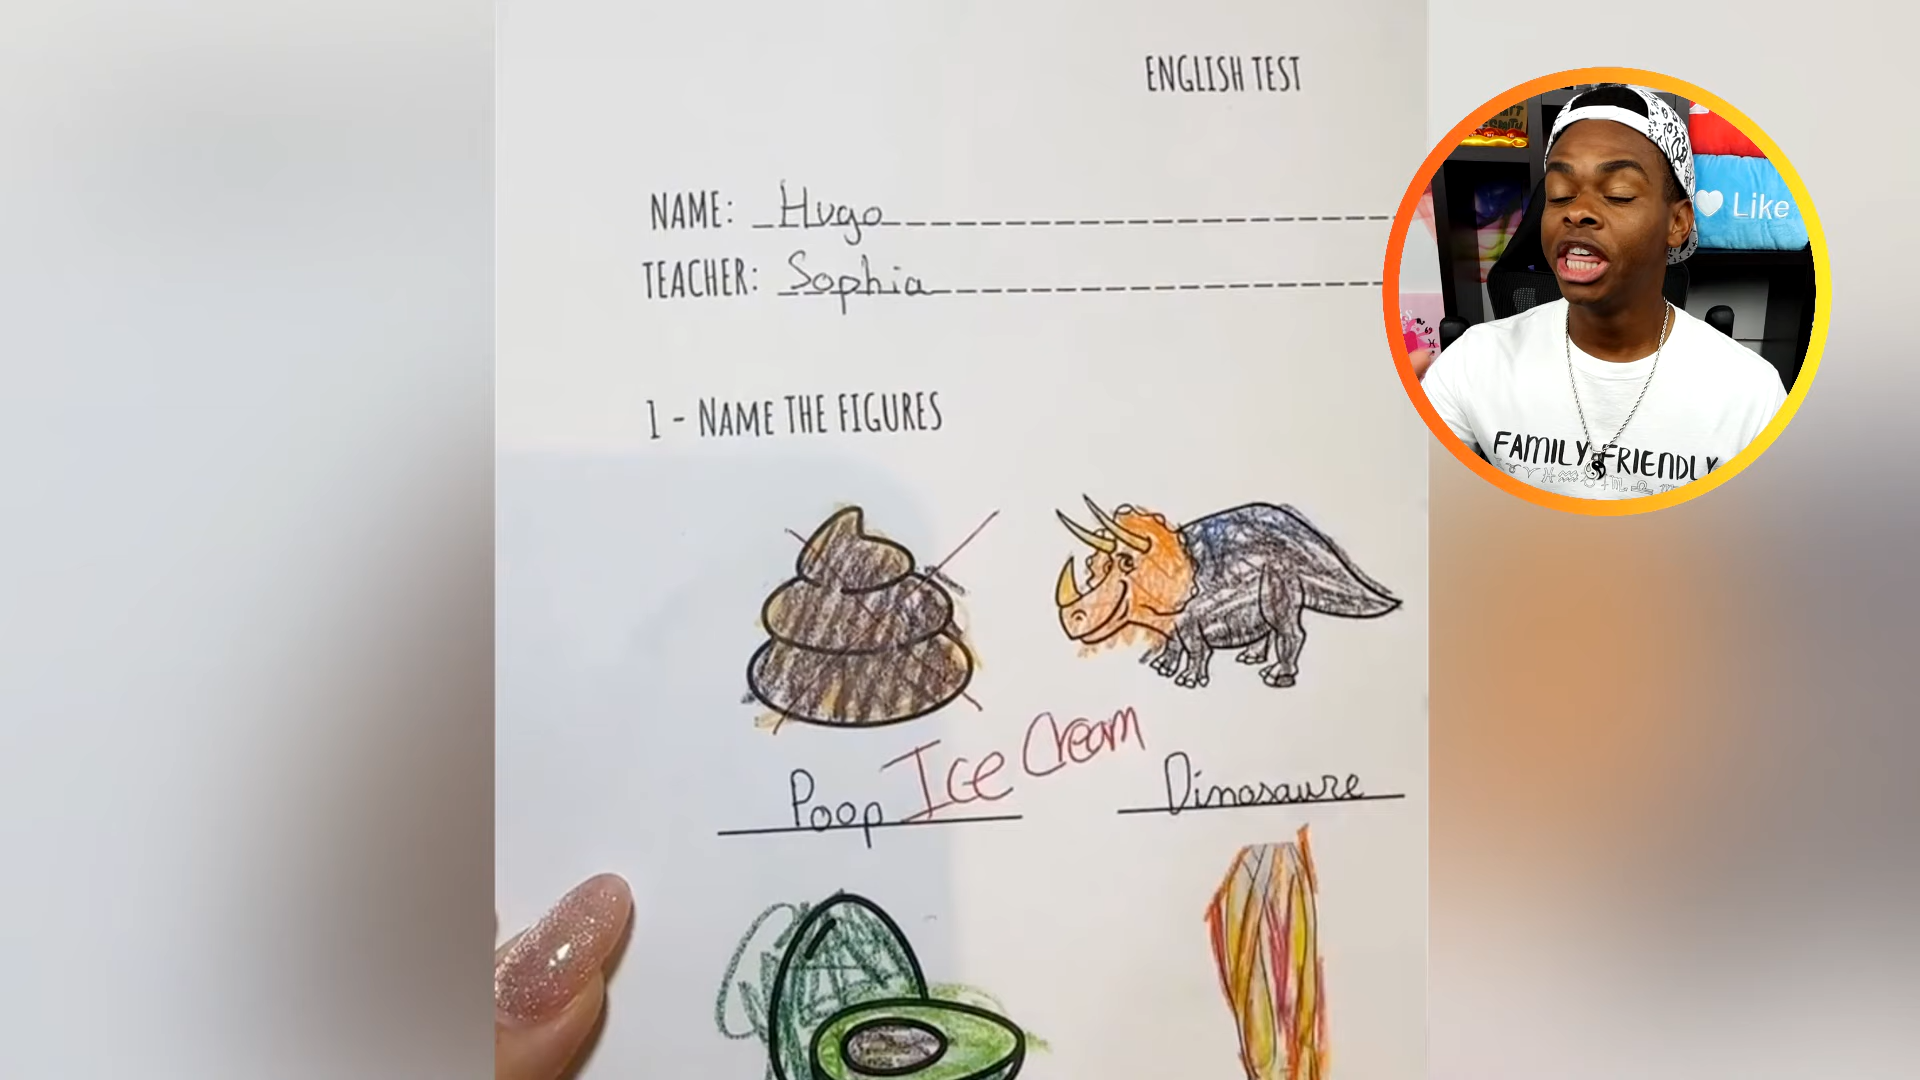 ENGLISH TEST
NAME: Hugo
TEACHER: Sophia
1 - NAME THE FIGURES
Poop Ice Cream
Dinosaure
Like
FAMILY FRIENDLY